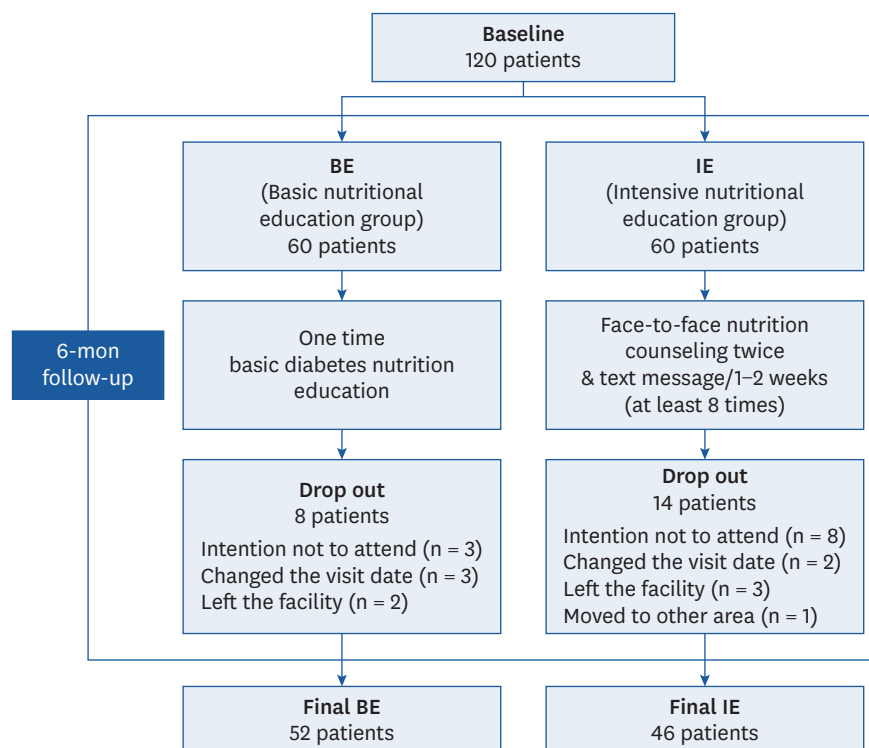 Baseline
120 patients
BE
(Basic nutritional
education group)
60 patients
IE
(Intensive nutritional
education group)
60 patients
6-mon
follow-up
One time
basic diabetes nutrition
education
Face-to-face nutrition
counseling twice
& text message/1–2 weeks
(at least 8 times)
Drop out
8 patients
Intention not to attend (n = 3)
Changed the visit date (n = 3)
Left the facility (n = 2)
Drop out
14 patients
Intention not to attend (n = 8)
Changed the visit date (n = 2)
Left the facility (n = 3)
Moved to other area (n = 1)
Final BE
52 patients
Final IE
46 patients